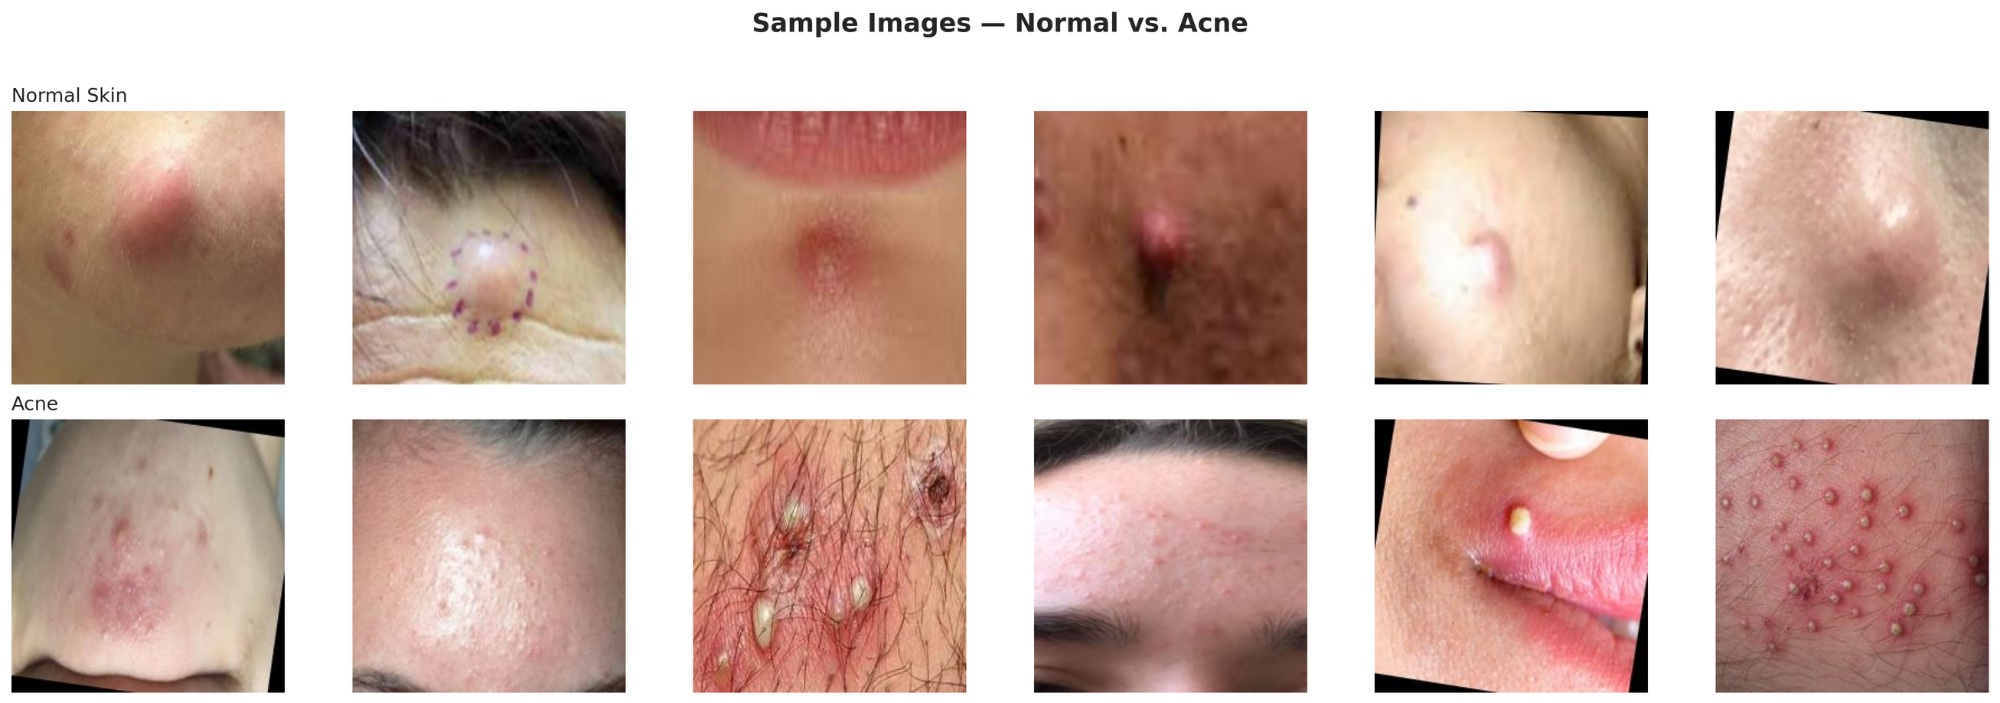 Sample Images — Normal vs. Acne
Normal Skin
Acne